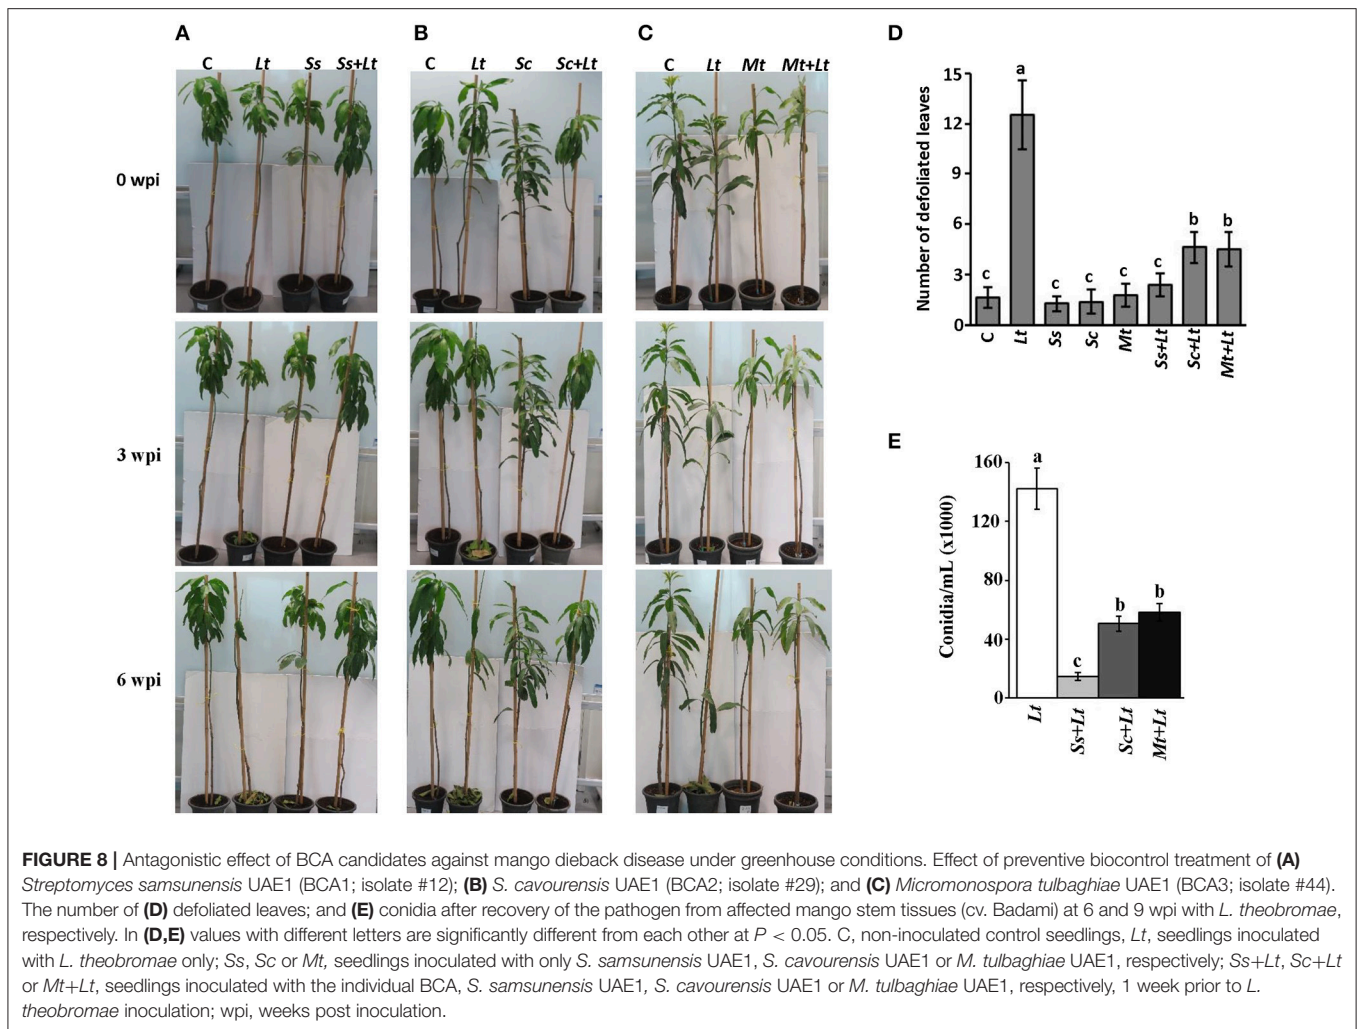 A
C Lt Ss Ss+Lt
B
C Lt Sc Sc+Lt
C
C Lt Mt Mt+Lt
0 wpi
3 wpi
6 wpi
D
Number of defoliated leaves
15
12
9
6
3
0
a
b
b
c
c
c
c
c
C Lt Ss Sc Mt Ss+Lt Sc+Lt Mt+Lt
E
Conidia/mL (x1000)
160
120
80
40
0
a
c
b
b
Lt Ss+Lt Sc+Lt Mt+Lt
FIGURE 8 | Antagonistic effect of BCA candidates against mango dieback disease under greenhouse conditions. Effect of preventive biocontrol treatment of (A)
Streptomyces samsunensis UAE1 (BCA1; isolate #12); (B) S. cavourensis UAE1 (BCA2; isolate #29); and (C) Micromonospora tulbaghiae UAE1 (BCA3; isolate #44).
The number of (D) defoliated leaves; and (E) conidia after recovery of the pathogen from affected mango stem tissues (cv. Badami) at 6 and 9 wpi with L. theobromae,
respectively. In (D,E) values with different letters are significantly different from each other at P < 0.05. C, non-inoculated control seedlings, Lt, seedlings inoculated
with L. theobromae only; Ss, Sc or Mt, seedlings inoculated with only S. samsunensis UAE1, S. cavourensis UAE1 or M. tulbaghiae UAE1, respectively; Ss+Lt, Sc+Lt
or Mt+Lt, seedlings inoculated with the individual BCA, S. samsunensis UAE1, S. cavourensis UAE1 or M. tulbaghiae UAE1, respectively, 1 week prior to L.
theobromae inoculation; wpi, weeks post inoculation.